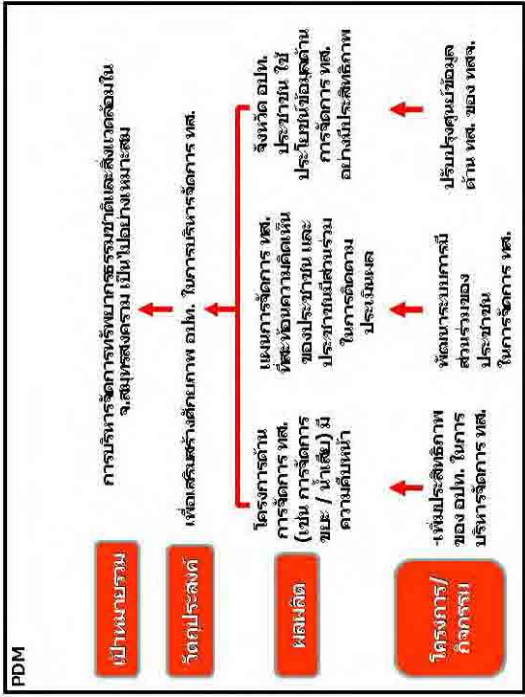 PDM
เป้าหมายรวม
การบริหารจัดการทรัพยากรธรรมชาติและสิ่งแวดล้อมใน
จ.สมุทรสงคราม เป็นไปอย่างเหมาะสม
วัตถุประสงค์
เพื่อเสริมสร้างศักยภาพ อปท. ในการบริหารจัดการ ทส.
ผลผลิต
โครงการด้าน
การจัดการ ทส.
(เช่น การจัดการ
ขยะ / น้ำเสีย) มี
ความคืบหน้า
แผนการจัดการ ทส.
ที่สะท้อนความคิดเห็น
ของประชาชน และ
ประชาชนมีส่วนร่วม
ในการติดตาม
ประเมินผล
จังหวัด อปท.
ประชาชน ใช้
ประโยชน์ข้อมูลด้าน
การจัดการ ทส.
อย่างมีประสิทธิภาพ
โครงการ/
กิจกรรม
-เพิ่มประสิทธิภาพ
ของ อปท. ในการ
บริหารจัดการ ทส.
พัฒนาระบบการมี
ส่วนร่วมของ
ประชาชน
ในการจัดการ ทส.
ปรับปรุงศูนย์ข้อมูล
ด้าน ทส. ของ ทสจ.